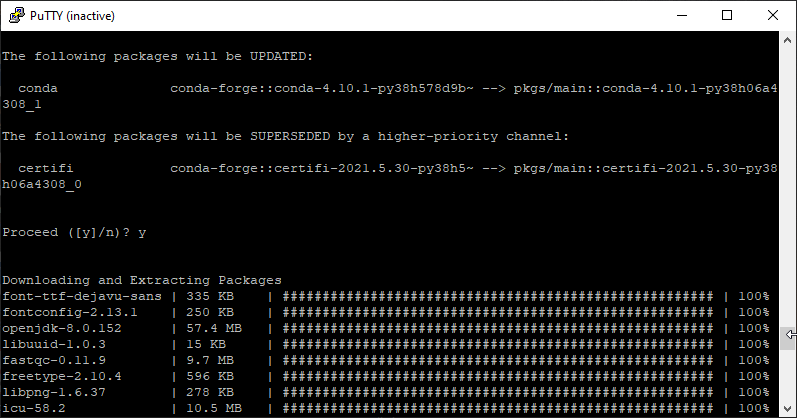 PuTTY (inactive)
The following packages will be UPDATED:
conda conda-forge::conda-4.10.1-py38h578d9b~ --> pkgs/main::conda-4.10.1-py38h06a4
308_1
The following packages will be SUPERSEDED by a higher-priority channel:
certifi conda-forge::certifi-2021.5.30-py38h5~ --> pkgs/main::certifi-2021.5.30-py38
h06a4308_0
Proceed ([y]/n)? y
Downloading and Extracting Packages
font-ttf-dejavu-sans | 335 KB | ###################################################### | 100%
fontconfig-2.13.1 | 250 KB | ###################################################### | 100%
openjdk-8.0.152 | 57.4 MB | ###################################################### | 100%
libuuid-1.0.3 | 15 KB | ###################################################### | 100%
fastqc-0.11.9 | 9.7 MB | ###################################################### | 100%
freetype-2.10.4 | 596 KB | ###################################################### | 100%
libpng-1.6.37 | 278 KB | ###################################################### | 100%
icu-58.2 | 10.5 MB | ###################################################### | 100%